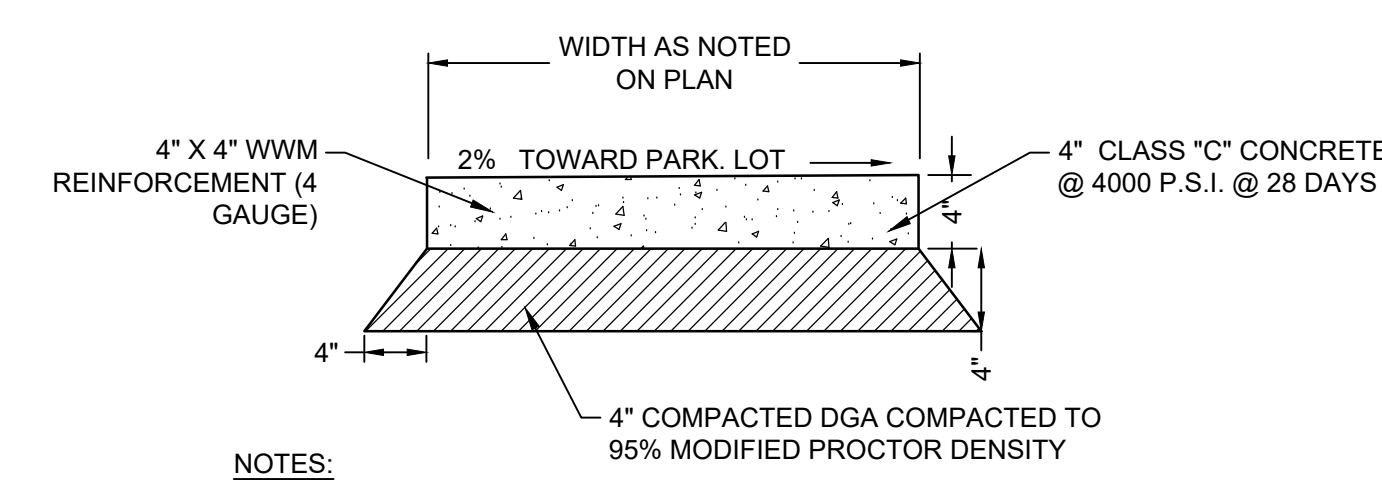 WIDTH AS NOTED
ON PLAN
4" X 4" WWM
REINFORCEMENT (4
GAUGE)
2% TOWARD PARK. LOT
4" CLASS "C" CONCRETE
@ 4000 P.S.I. @ 28 DAYS
4"
4"
4"
4" COMPACTED DGA COMPACTED TO
95% MODIFIED PROCTOR DENSITY
NOTES: